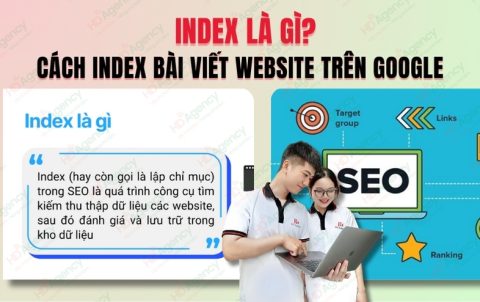 INDEX LÀ GÌ?
CÁCH INDEX BÀI VIẾT WEBSITE TRÊN GOOGLE
Index là gì
Index (hay còn gọi là lập chỉ mục)
trong SEO là quá trình công cụ tìm
kiếm thu thập dữ liệu các website,
sau đó đánh giá và lưu trữ trong
kho dữ liệu
Target
group
Links
SEO
Ranking
HD Agency